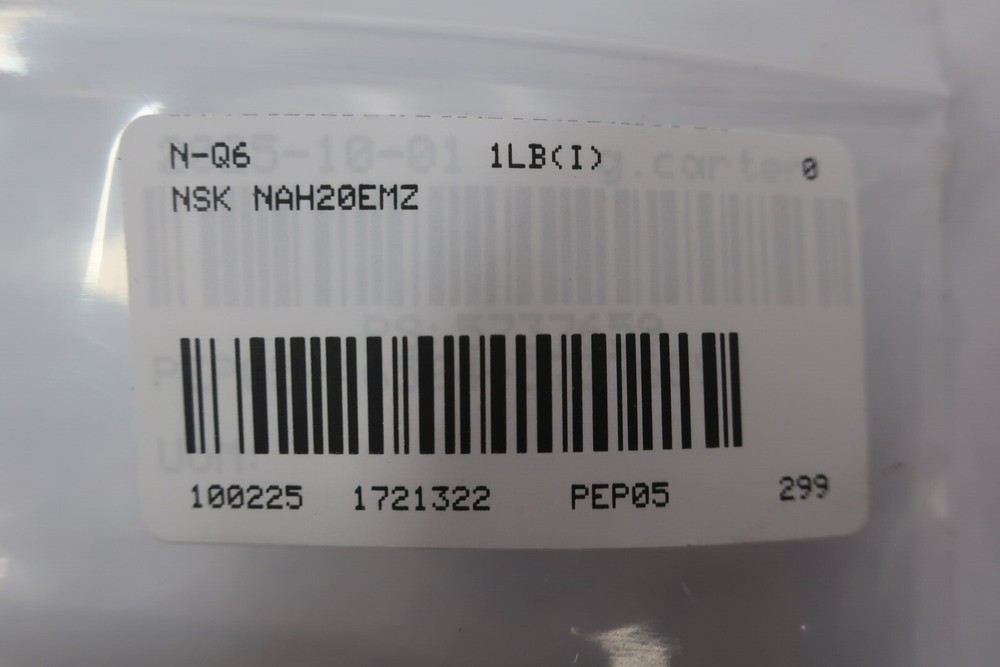 N-Q6 1LB(I) 0
NSK NAH20EMZ
100225 1721322 PEP05 299